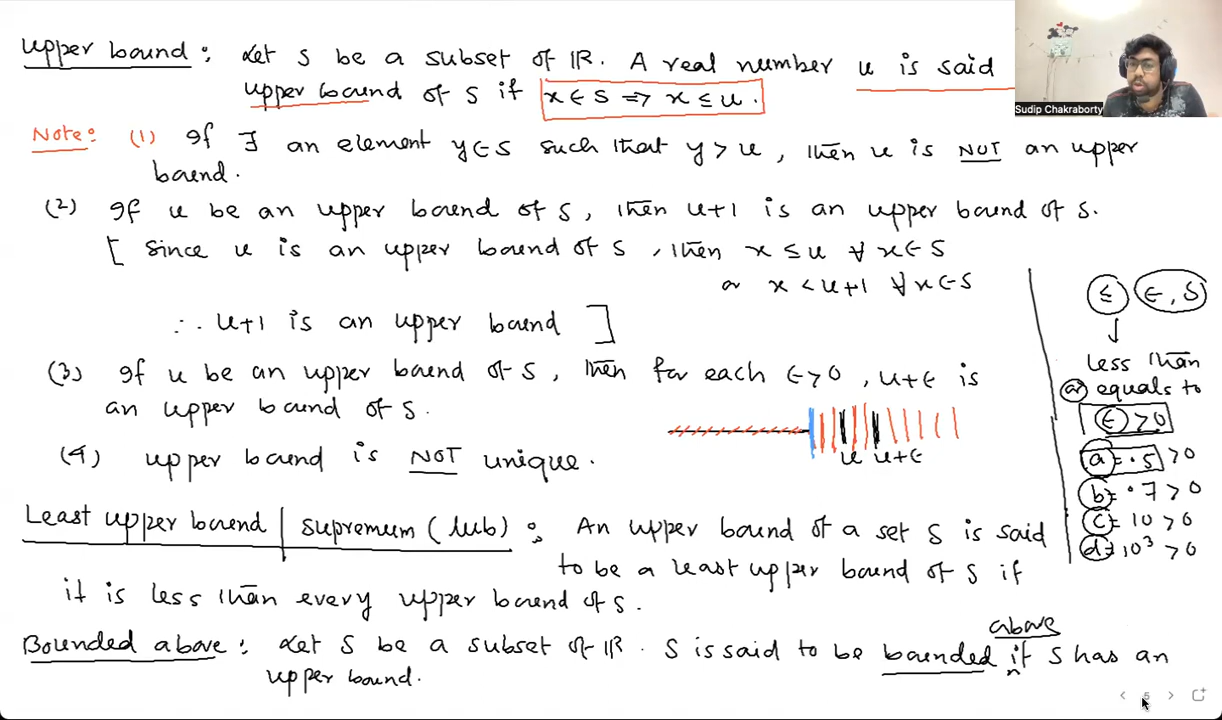 Upper bound : Let S be a subset of ℝ. A real number u is said
upper bound of S if x ∈ S ⇒ x ≤ u.
Sudip Chakraborty
Note: (1) If ∃ an element y ∈ S such that y > u, then u is NOT an upper
bound.
(2) If u be an upper bound of S, then u+1 is an upper bound of S.
[ Since u is an upper bound of S, then x ≤ u ∀ x ∈ S
or x < u+1 ∀ x ∈ S
∴ u+1 is an upper bound ]
(3) If u be an upper bound of S, then for each ∈ > 0, u+∈ is
an upper bound of S.
u u+∈
(4) upper bound is NOT unique.
≤ ∈, S
↓
less than
or equals to
∈ > 0
a = .5 > 0
b = .7 > 0
c = 10 > 0
d = 10³ > 0
Least upper bound | supremum (lub) : An upper bound of a set S is said
to be a least upper bound of S if
it is less than every upper bound of S.
Bounded above : Let S be a subset of ℝ. S is said to be bounded above if S has an
upper bound.
< 5 >